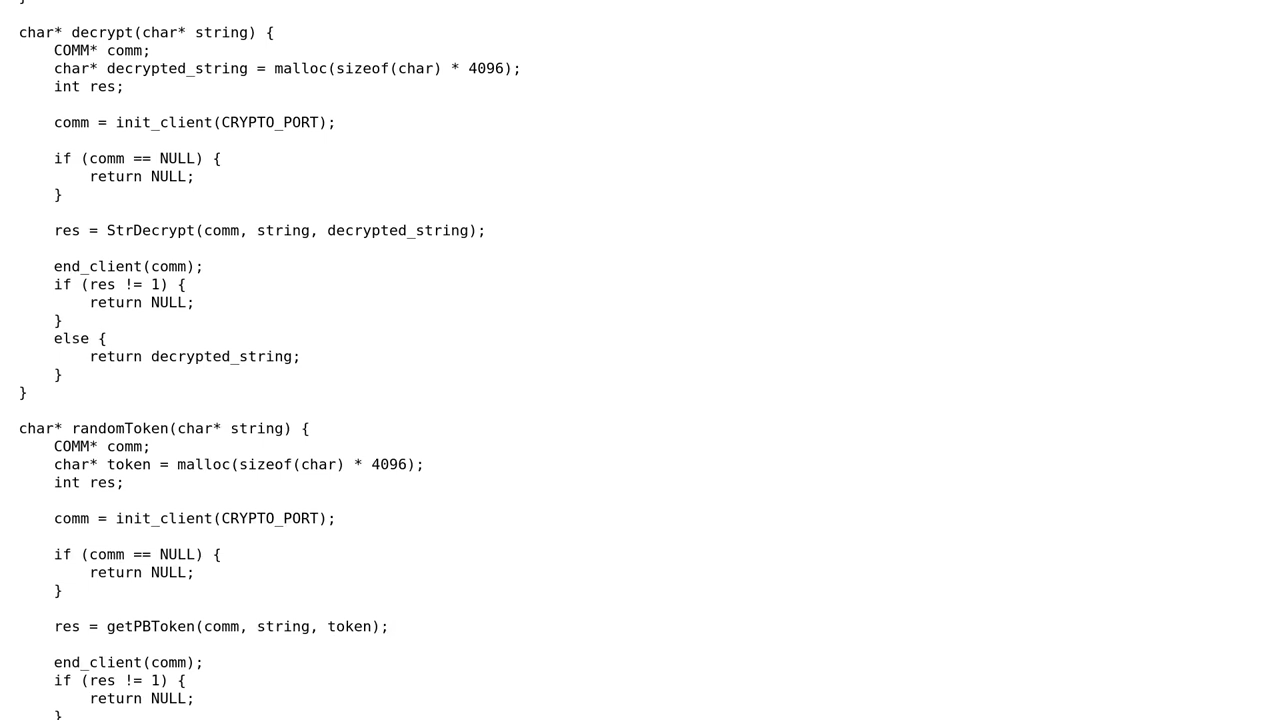 }
char* decrypt(char* string) {
    COMM* comm;
    char* decrypted_string = malloc(sizeof(char) * 4096);
    int res;

    comm = init_client(CRYPTO_PORT);

    if (comm == NULL) {
        return NULL;
    }

    res = StrDecrypt(comm, string, decrypted_string);

    end_client(comm);
    if (res != 1) {
        return NULL;
    }
    else {
        return decrypted_string;
    }
}

char* randomToken(char* string) {
    COMM* comm;
    char* token = malloc(sizeof(char) * 4096);
    int res;

    comm = init_client(CRYPTO_PORT);

    if (comm == NULL) {
        return NULL;
    }

    res = getPBToken(comm, string, token);

    end_client(comm);
    if (res != 1) {
        return NULL;
    }